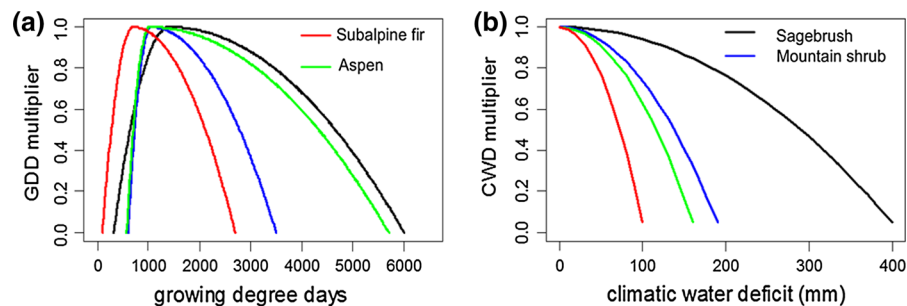 (a)
GDD multiplier
0.0 0.2 0.4 0.6 0.8 1.0
Subalpine fir
Aspen
0 1000 2000 3000 4000 5000 6000
growing degree days
(b)
CWD multiplier
0.0 0.2 0.4 0.6 0.8 1.0
Sagebrush
Mountain shrub
0 100 200 300 400
climatic water deficit (mm)